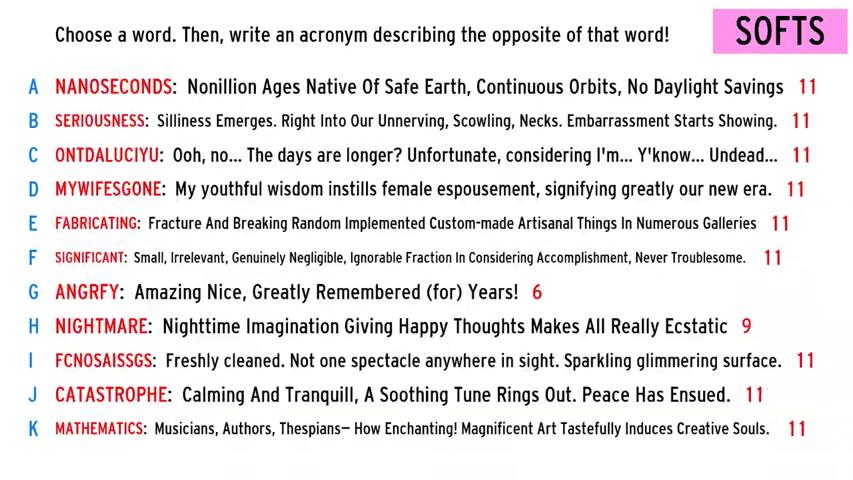 Choose a word. Then, write an acronym describing the opposite of that word!
SOFTS
A NANOSECONDS: Nonillion Ages Native Of Safe Earth, Continuous Orbits, No Daylight Savings 11
B SERIOUSNESS: Silliness Emerges. Right Into Our Unnerving, Scowling, Necks. Embarrassment Starts Showing. 11
C ONTDALUCIYU: Ooh, no... The days are longer? Unfortunate, considering I'm... Y'know... Undead... 11
D MYWIFESGONE: My youthful wisdom instills female espousement, signifying greatly our new era. 11
E FABRICATING: Fracture And Breaking Random Implemented Custom-made Artisanal Things In Numerous Galleries 11
F SIGNIFICANT: Small, Irrelevant, Genuinely Negligible, Ignorable Fraction In Considering Accomplishment, Never Troublesome. 11
G ANGRFY: Amazing Nice, Greatly Remembered (for) Years! 6
H NIGHTMARE: Nighttime Imagination Giving Happy Thoughts Makes All Really Ecstatic 9
I FCNOSAISSGS: Freshly cleaned. Not one spectacle anywhere in sight. Sparkling glimmering surface. 11
J CATASTROPHE: Calming And Tranquill, A Soothing Tune Rings Out. Peace Has Ensued. 11
K MATHEMATICS: Musicians, Authors, Thespians— How Enchanting! Magnificent Art Tastefully Induces Creative Souls. 11